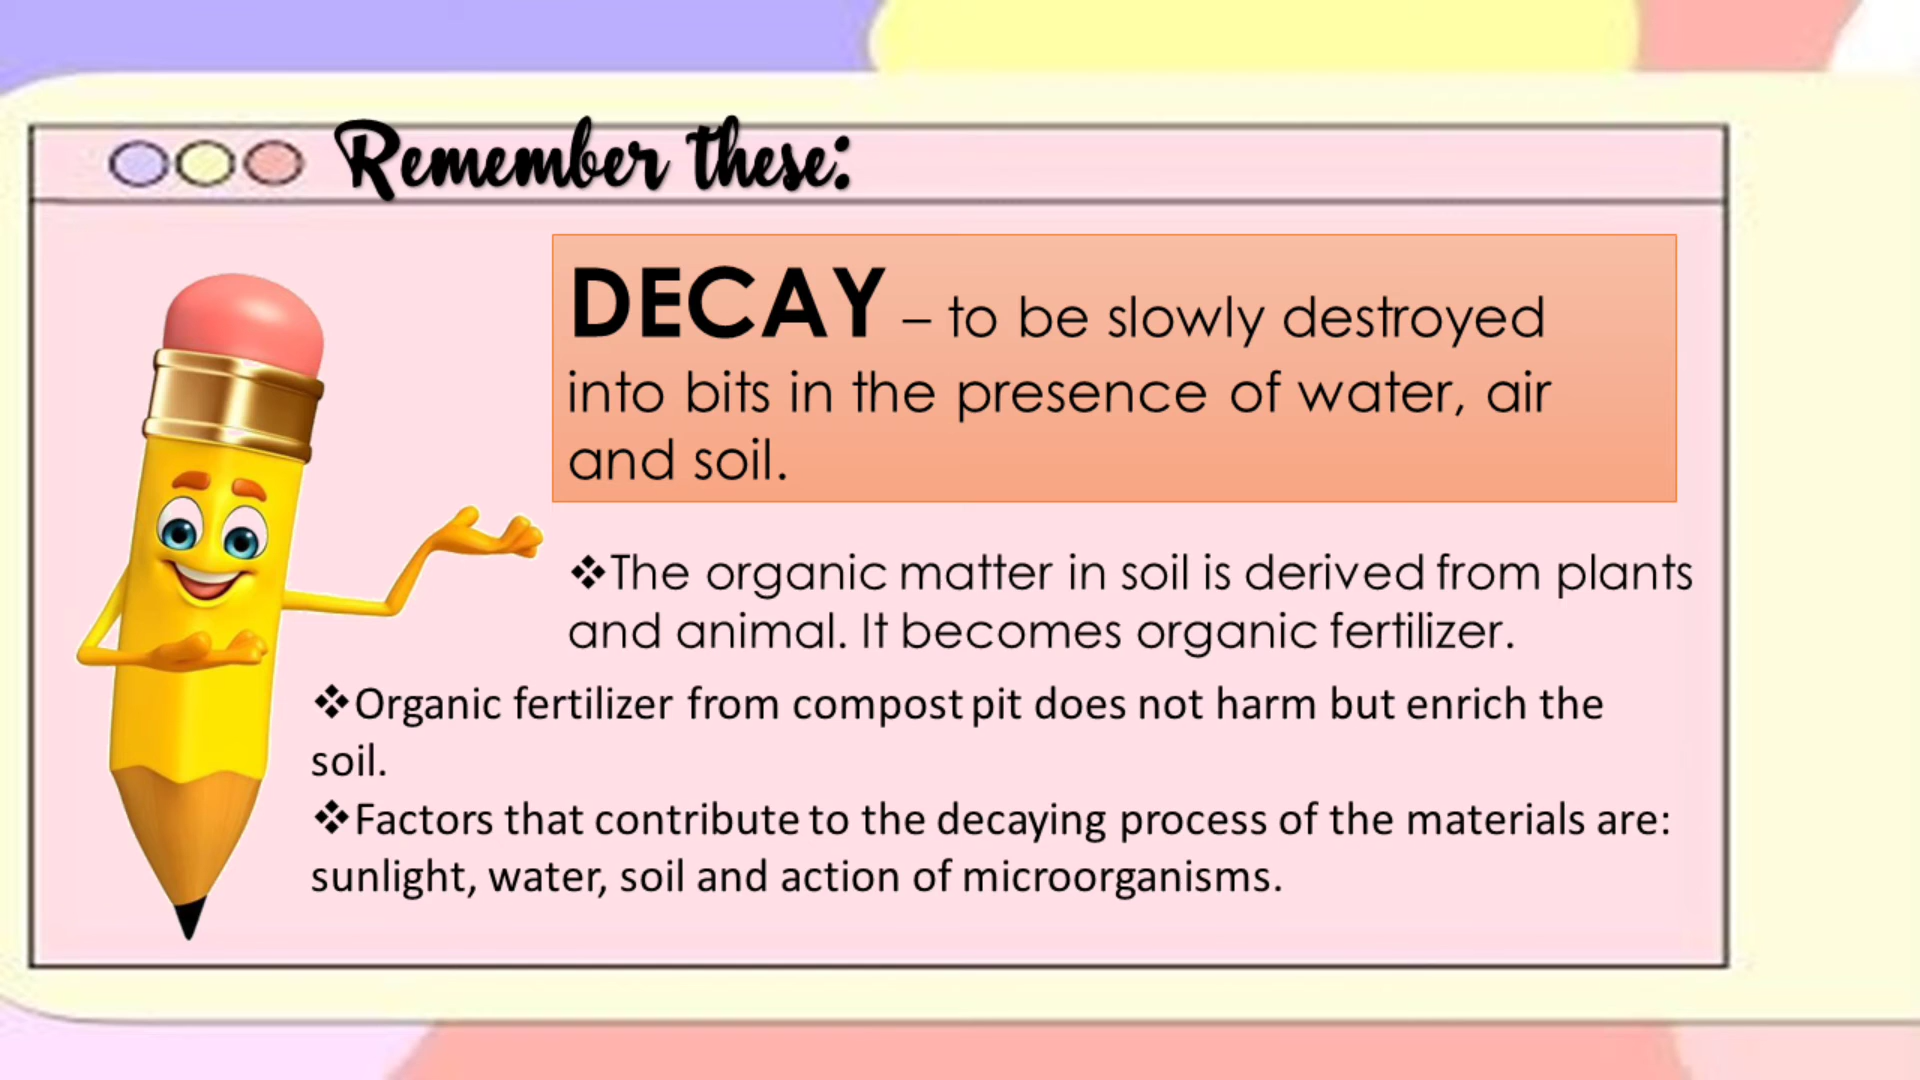 Remember these:
DECAY – to be slowly destroyed
into bits in the presence of water, air
and soil.
❖The organic matter in soil is derived from plants
and animal. It becomes organic fertilizer.
❖Organic fertilizer from compost pit does not harm but enrich the
soil.
❖Factors that contribute to the decaying process of the materials are:
sunlight, water, soil and action of microorganisms.